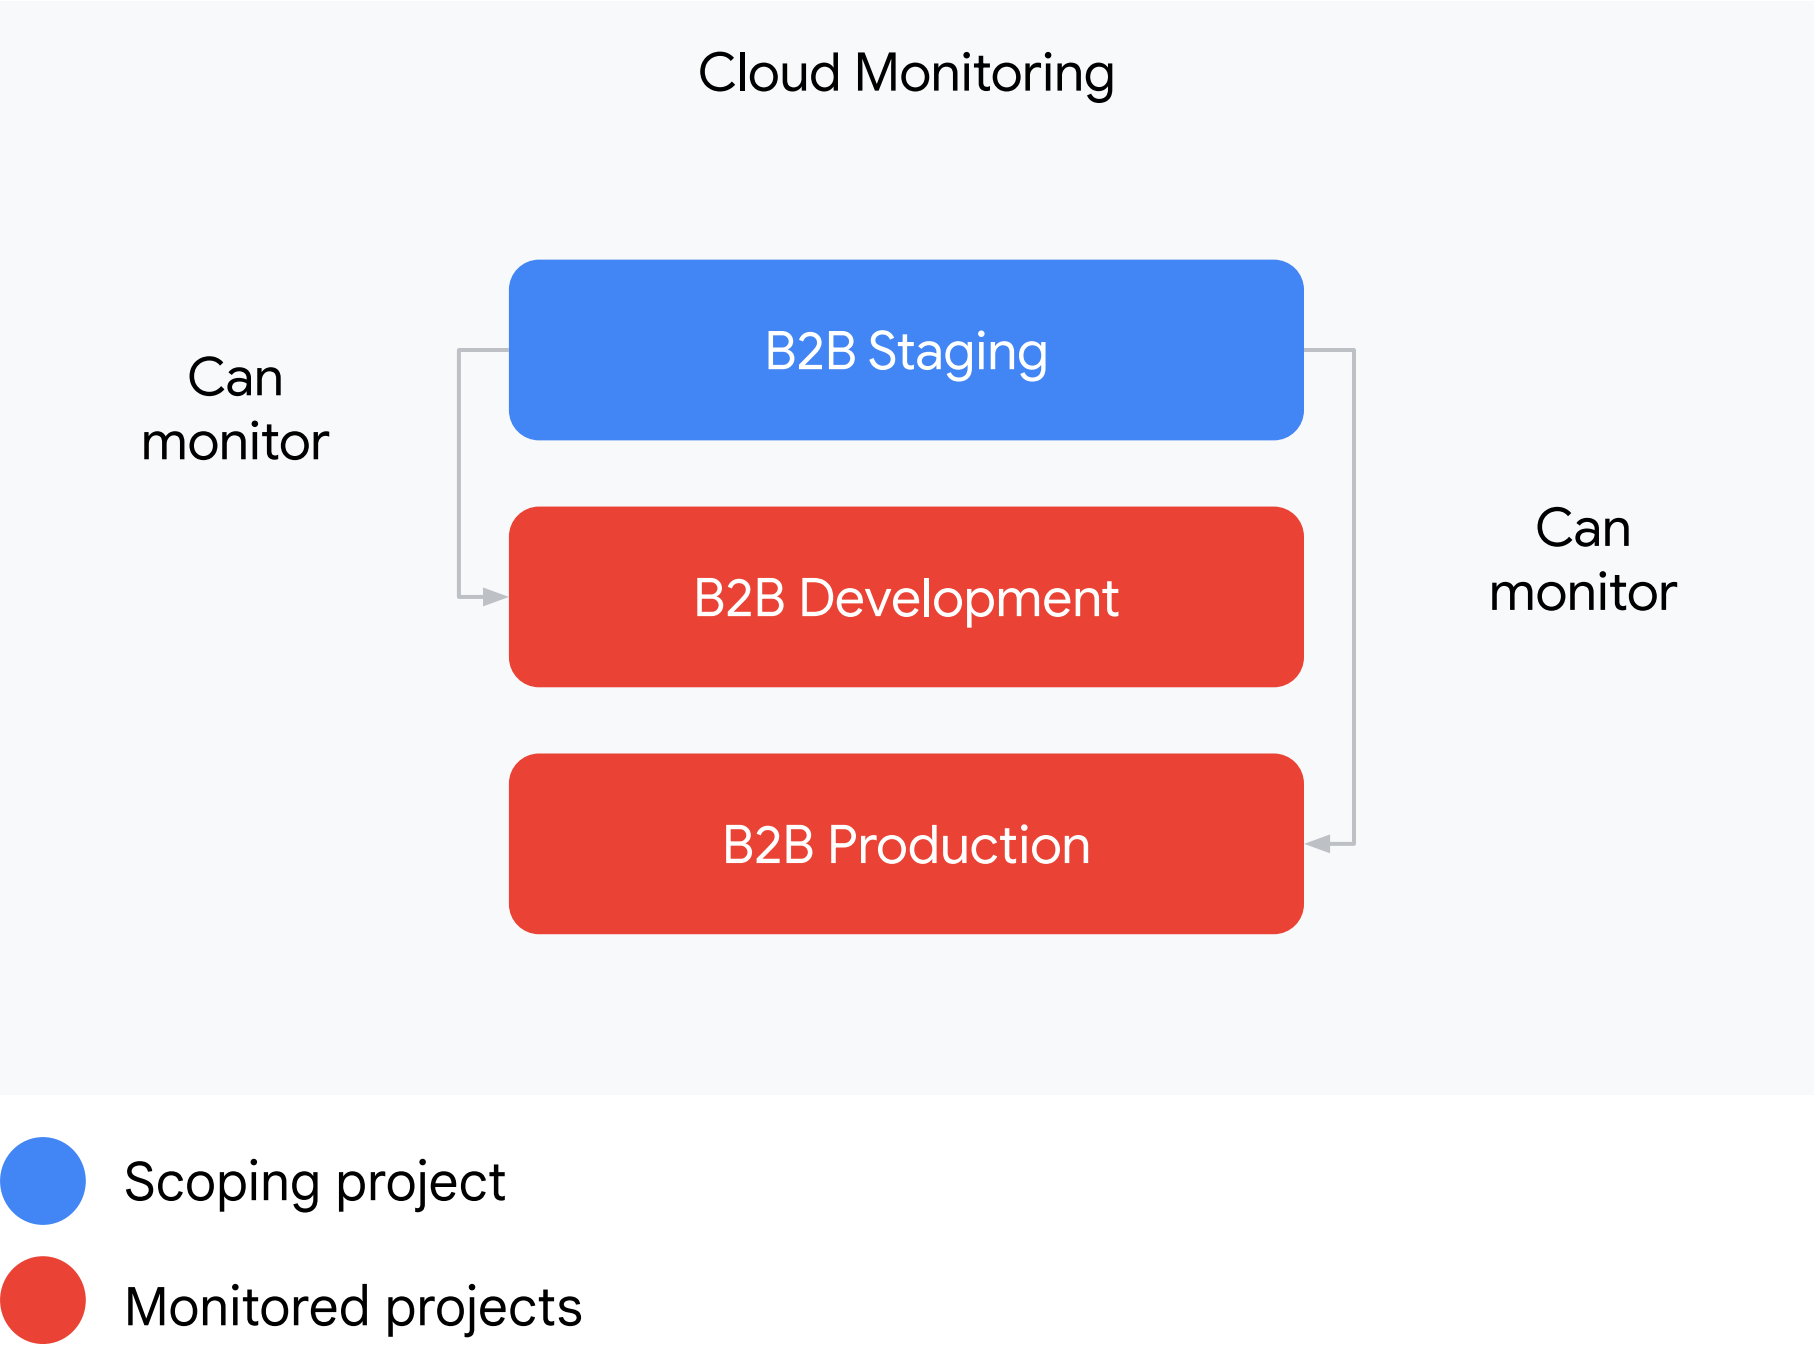 Cloud Monitoring
B2B Staging
Can
monitor
B2B Development
Can
monitor
B2B Production
Scoping project
Monitored projects